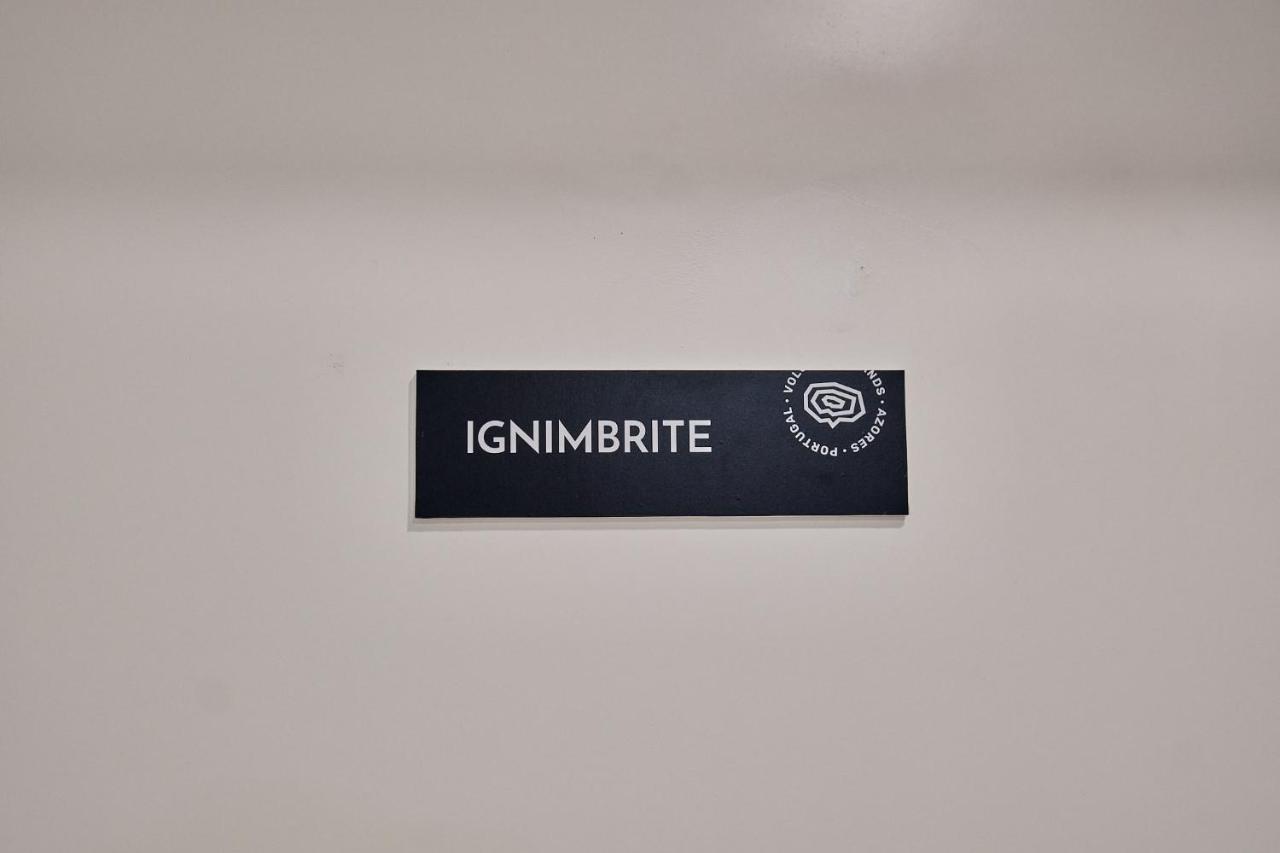 IGNIMBRITE
· AZORES · PORTUGAL ·